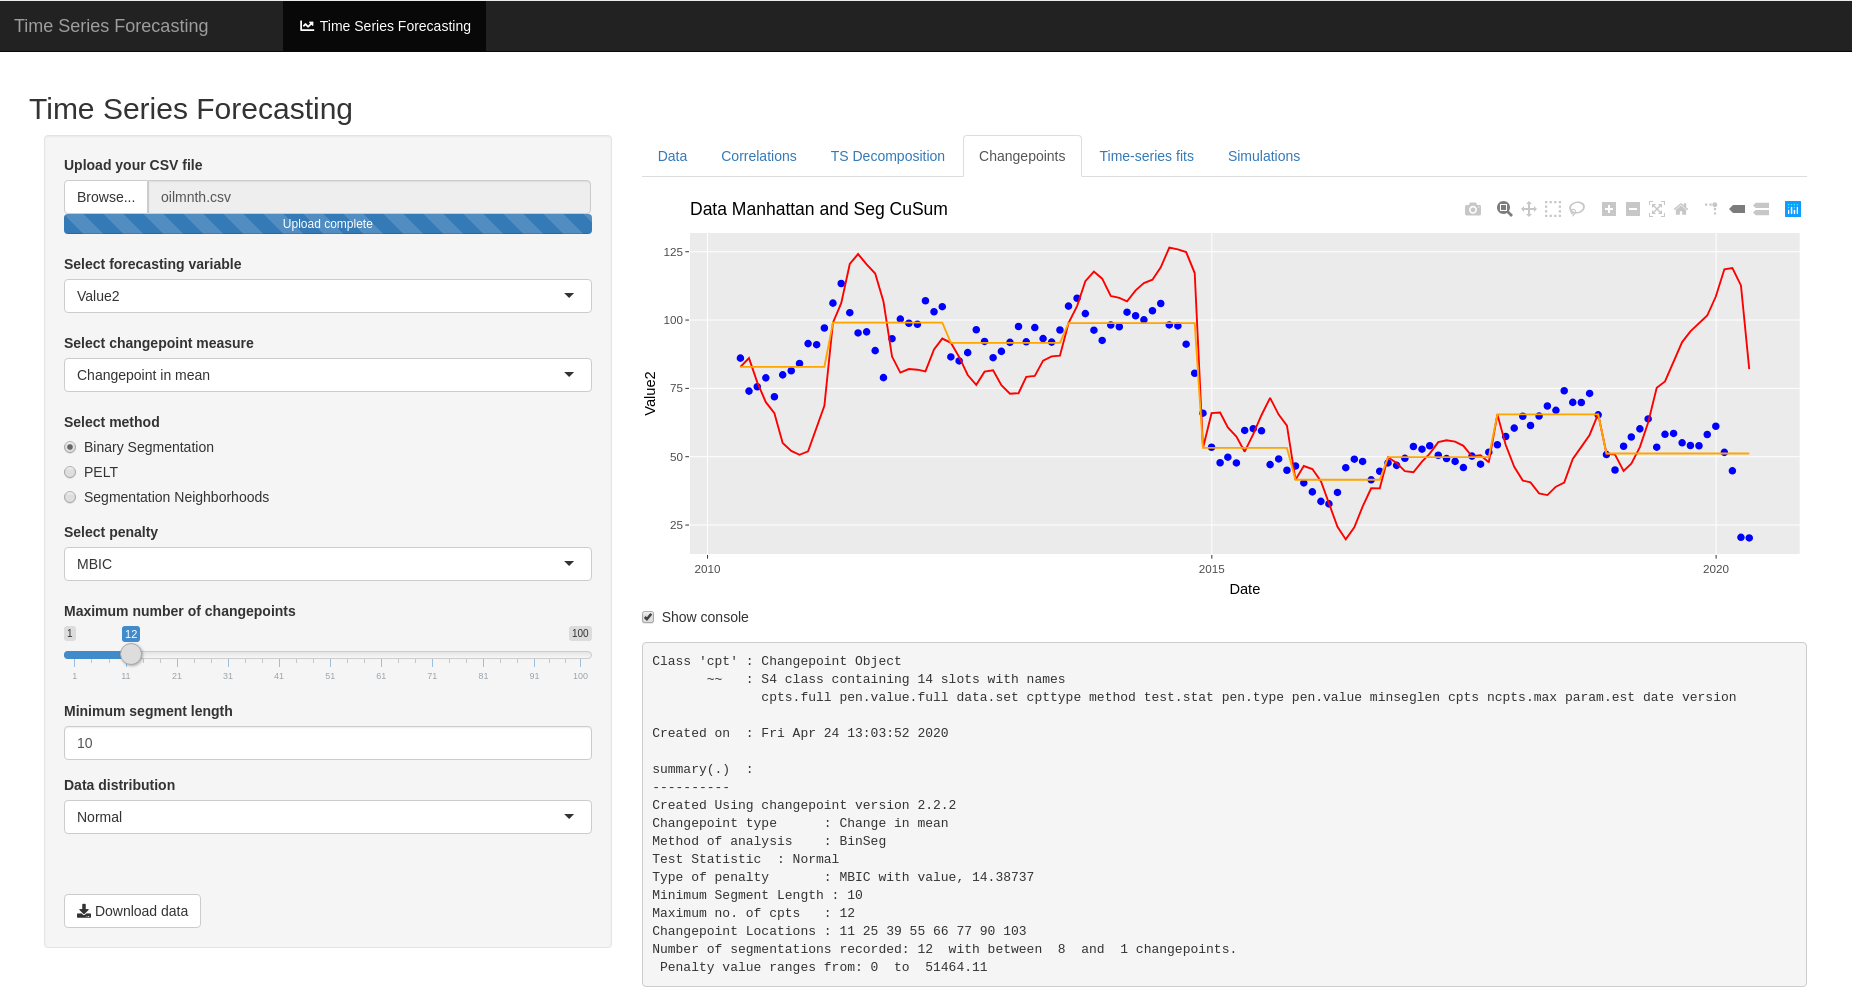 Time Series Forecasting
Time Series Forecasting
Time Series Forecasting
Upload your CSV file
Browse... oilmnth.csv
Upload complete
Select forecasting variable
Value2
Select changepoint measure
Changepoint in mean
Select method
Binary Segmentation
PELT
Segmentation Neighborhoods
Select penalty
MBIC
Maximum number of changepoints
1 12 100
1 11 21 31 41 51 61 71 81 91 100
Minimum segment length
10
Data distribution
Normal
Download data
Data Correlations TS Decomposition Changepoints Time-series fits Simulations
Data Manhattan and Seg CuSum
125
100
75
50
25
Value2
2010 2015 2020
Date
Show console
Class 'cpt' : Changepoint Object
~~ : S4 class containing 14 slots with names
cpts.full pen.value.full data.set cpttype method test.stat pen.type pen.value minseglen cpts ncpts.max param.est date version
Created on : Fri Apr 24 13:03:52 2020
summary(.) :
----------
Created Using changepoint version 2.2.2
Changepoint type : Change in mean
Method of analysis : BinSeg
Test Statistic : Normal
Type of penalty : MBIC with value, 14.38737
Minimum Segment Length : 10
Maximum no. of cpts : 12
Changepoint Locations : 11 25 39 55 66 77 90 103
Number of segmentations recorded: 12 with between 8 and 1 changepoints.
Penalty value ranges from: 0 to 51464.11